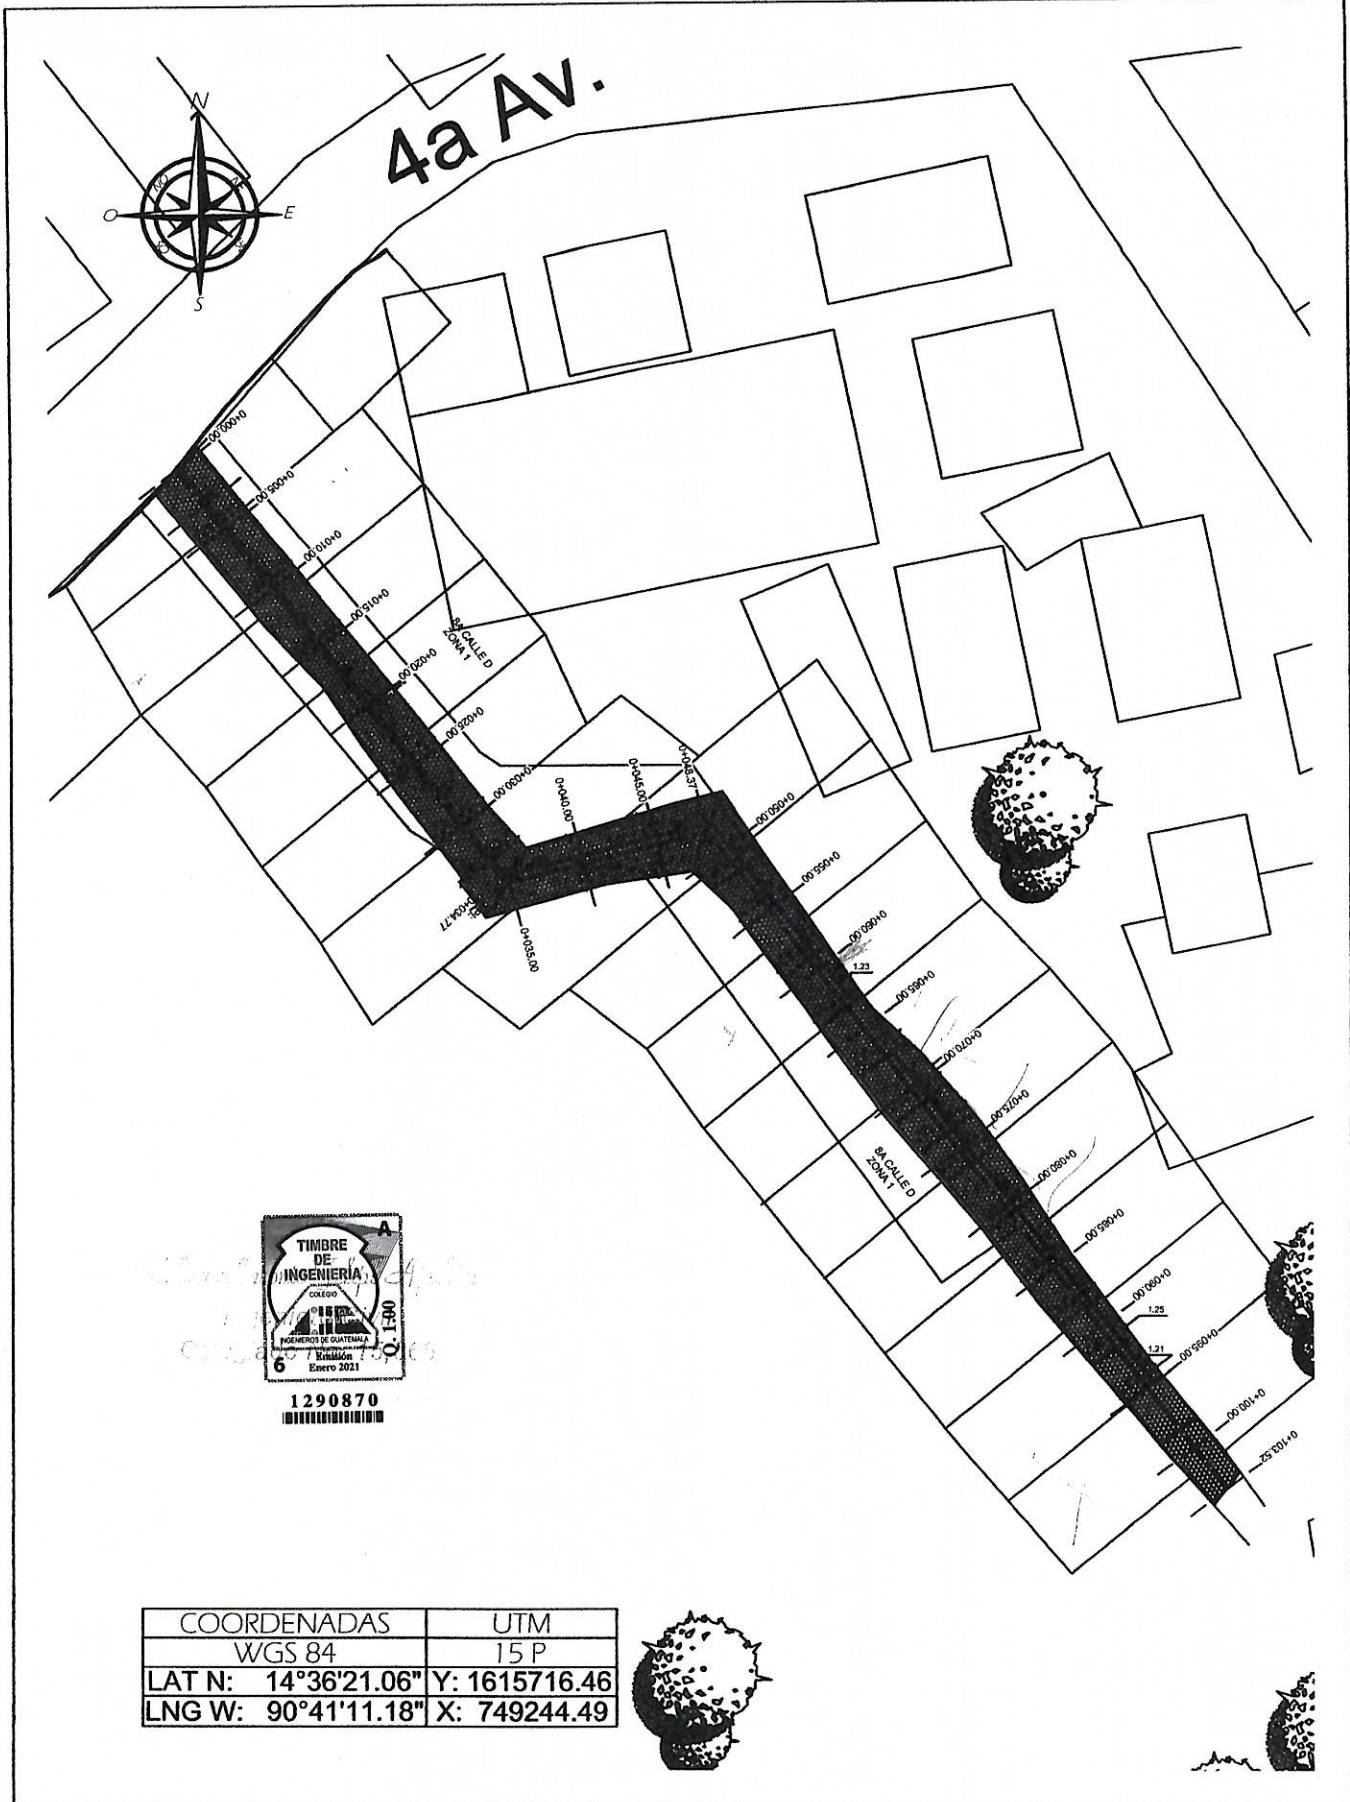 4a Av.
N
NO
NE
O
E
SO
SE
S
0+000.00
0+005.00
0+010.00
0+015.00
0+020.00
0+025.00
0+030.00
8A CALLE D
ZONA 1
0+034.77
0+035.00
0+040.00
0+045.00
0+048.37
0+050.00
0+055.00
0+060.00
1.23
0+065.00
0+070.00
0+075.00
0+080.00
0+085.00
8A CALLE D
ZONA 1
0+090.00
1.25
0+095.00
1.21
0+100.00
0+103.52
A
TIMBRE
DE
INGENIERÍA
COLEGIO
INGENIEROS DE GUATEMALA
Q. 1.00
6
Emisión
Enero 2021
1290870
COORDENADAS UTM
WGS 84 15 P
LAT N: 14°36'21.06" Y: 1615716.46
LNG W: 90°41'11.18" X: 749244.49